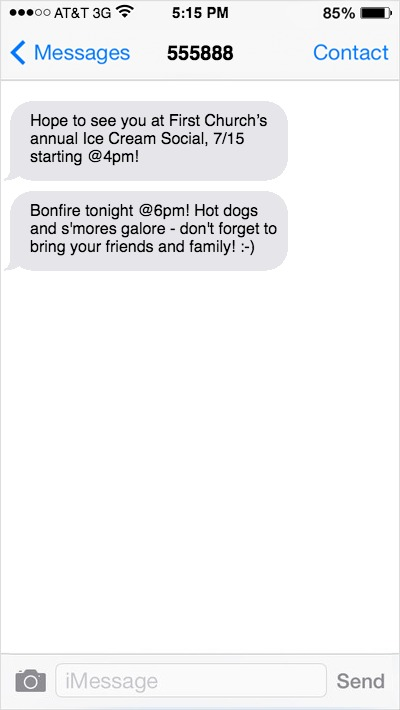 AT&T 3G 5:15 PM 85%
Messages 555888 Contact
Hope to see you at First Church’s
annual Ice Cream Social, 7/15
starting @4pm!
Bonfire tonight @6pm! Hot dogs
and s'mores galore - don't forget to
bring your friends and family! :-)
iMessage Send